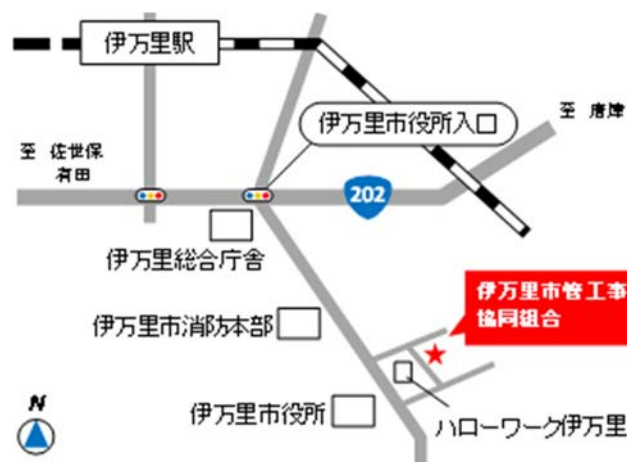 伊万里駅
伊万里市役所入口
至 唐津
至 佐世保
有田
202
伊万里総合庁舎
伊万里市管工事
協同組合
伊万里市消防本部
伊万里市役所
ハローワーク伊万里
N